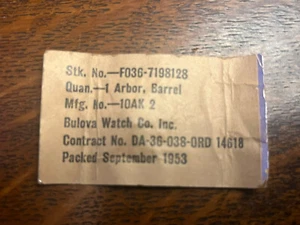 Stk. No.—F036-7198128
Quan.—1 Arbor, Barrel
Mfg. No.—10AK 2
Bulova Watch Co. Inc.
Contract No. DA-36-038-ORD 14618
Packed September 1953